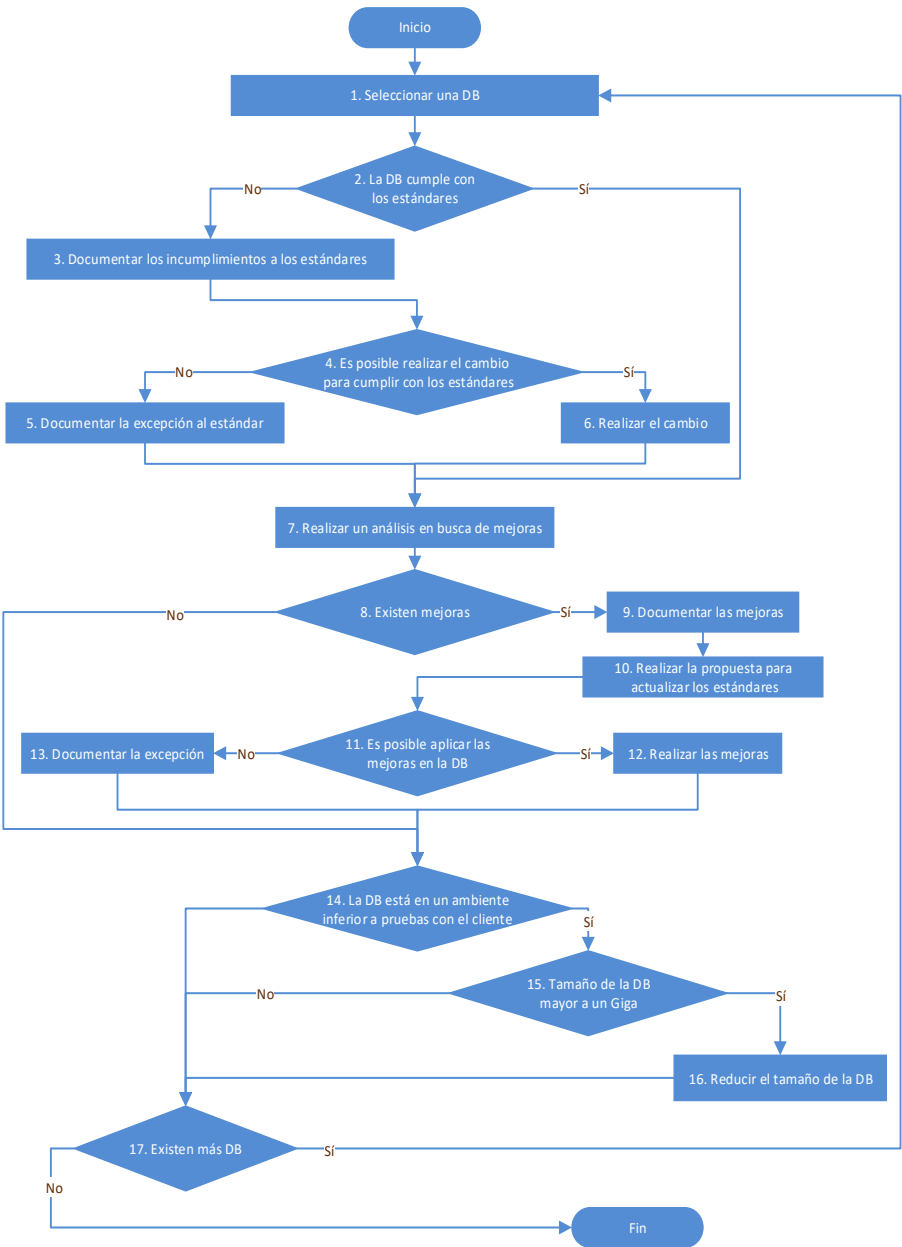 Inicio
1. Seleccionar una DB
2. La DB cumple con
los estándares
No
Sí
3. Documentar los incumplimientos a los estándares
4. Es posible realizar el cambio
para cumplir con los estándares
No
Sí
5. Documentar la excepción al estándar
6. Realizar el cambio
7. Realizar un análisis en busca de mejoras
8. Existen mejoras
No
Sí
9. Documentar las mejoras
10. Realizar la propuesta para
actualizar los estándares
11. Es posible aplicar las
mejoras en la DB
13. Documentar la excepción
No
Sí
12. Realizar las mejoras
14. La DB está en un ambiente
inferior a pruebas con el cliente
Sí
15. Tamaño de la DB
mayor a un Giga
No
Sí
16. Reducir el tamaño de la DB
17. Existen más DB
Sí
No
Fin